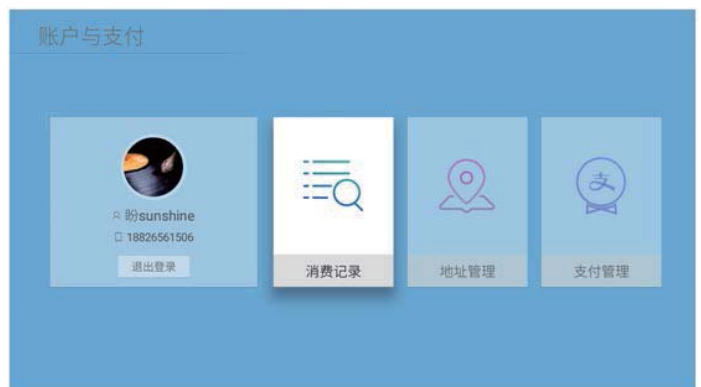 账户与支付
盼sunshine
18826561506
退出登录
消费记录
地址管理
支
支付管理